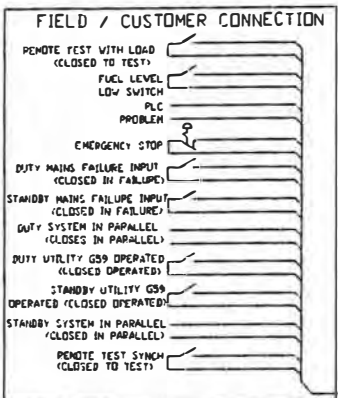 FIELD / CUSTOMER CONNECTION
REMOTE TEST WITH LOAD
(CLOSED TO TEST)
FUEL LEVEL
LOW SWITCH
PLC
PROBLEM
EMERGENCY STOP
DUTY MAINS FAILURE INPUT
(CLOSED IN FAILURE)
STANDBY MAINS FAILURE INPUT
(CLOSED IN FAILURE)
DUTY SYSTEM IN PARALLEL
(CLOSES IN PARALLEL)
DUTY UTILITY G59 OPERATED
(CLOSED OPERATED)
STANDBY UTILITY G59
OPERATED (CLOSED OPERATED)
STANDBY SYSTEM IN PARALLEL
(CLOSED IN PARALLEL)
REMOTE TEST SYNCH
(CLOSED TO TEST)